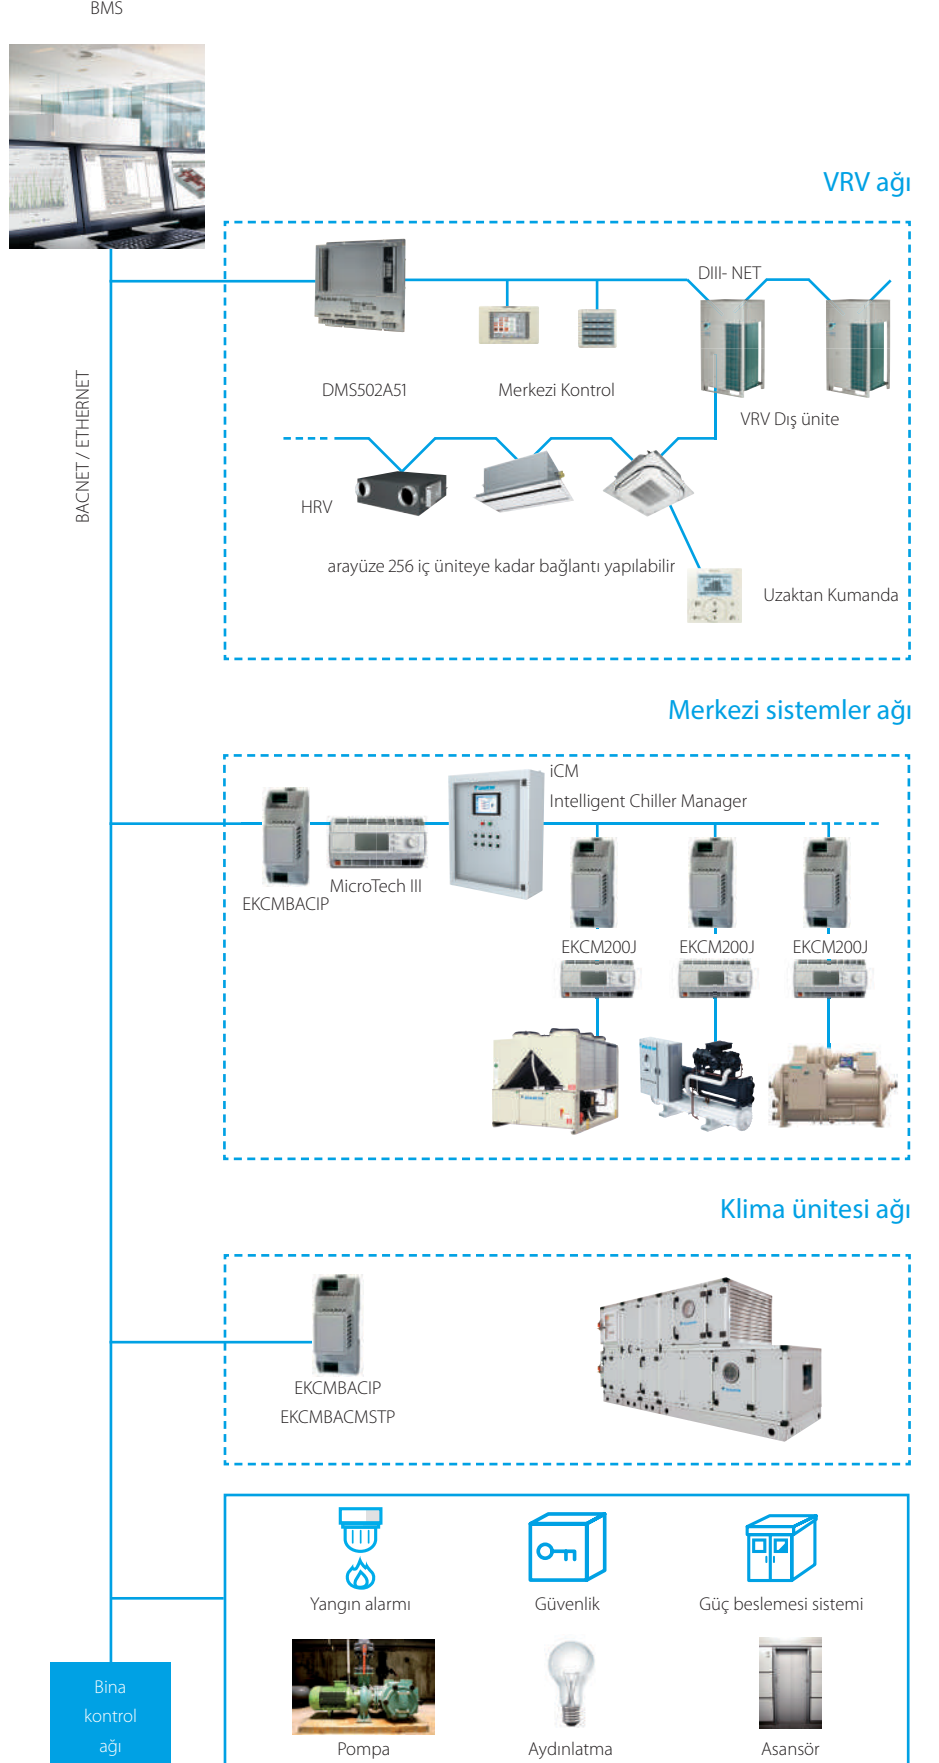 BMS
VRV ağı
DIII- NET
DMS502A51
Merkezi Kontrol
VRV Dış ünite
BACNET / ETHERNET
HRV
arayüze 256 iç üniteye kadar bağlantı yapılabilir
Uzaktan Kumanda
Merkezi sistemler ağı
iCM
Intelligent Chiller Manager
MicroTech III
EKCMBACIP
EKCM200J
EKCM200J
EKCM200J
Klima ünitesi ağı
EKCMBACIP
EKCMBACMSTP
Yangın alarmı
Güvenlik
Güç beslemesi sistemi
Bina
kontrol
ağı
Pompa
Aydınlatma
Asansör